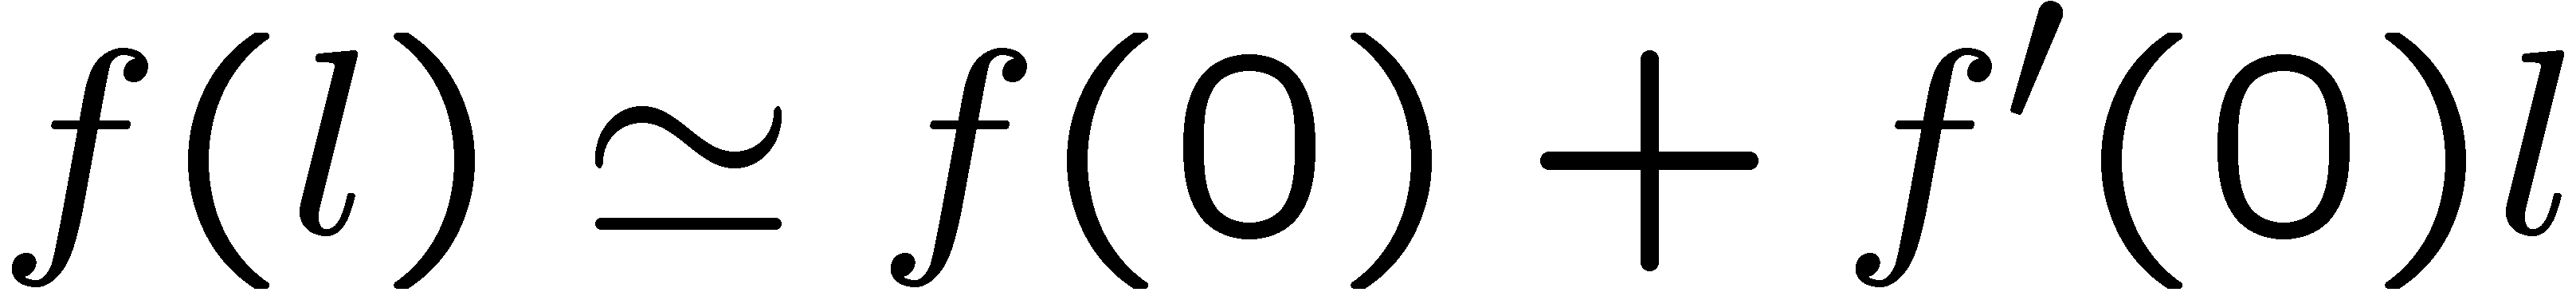 f(l) ≃ f(0) + f′(0)l